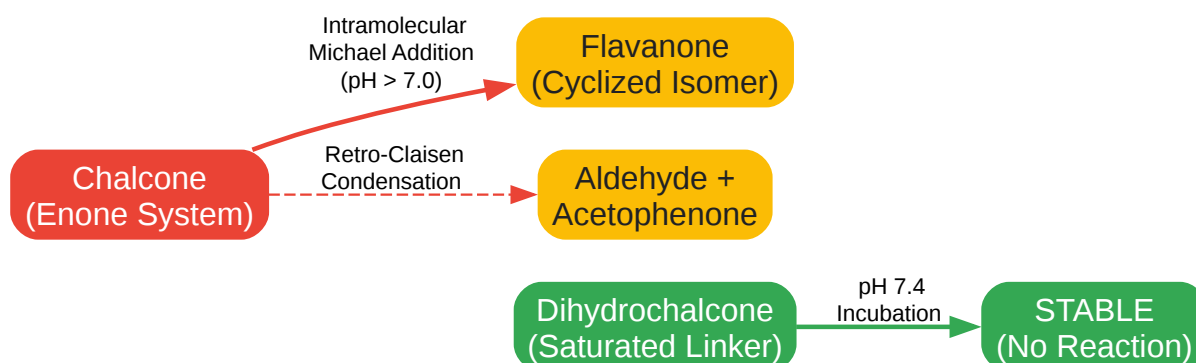 Intramolecular
Michael Addition
(pH > 7.0)
Flavanone
(Cyclized Isomer)
Chalcone
(Enone System)
Retro-Claisen
Condensation
Aldehyde +
Acetophenone
Dihydrochalcone
(Saturated Linker)
pH 7.4
Incubation
STABLE
(No Reaction)